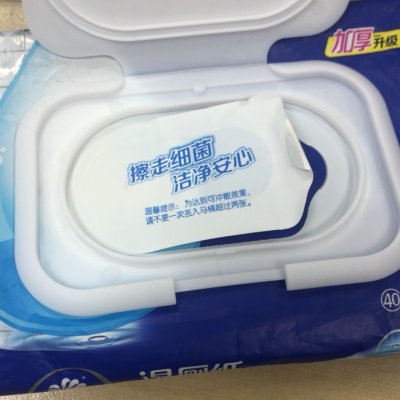 加厚升级
擦走细菌
洁净安心
温馨提示：为达到可冲散效果，
请不要一次丢入马桶超过两张。
40
湿厕纸